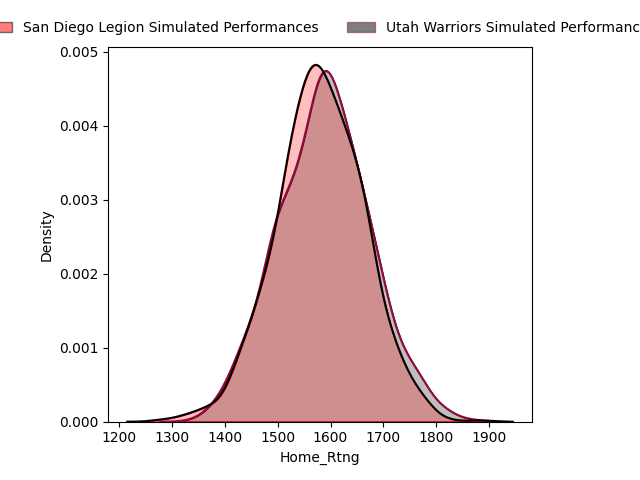 San Diego Legion Simulated Performances
Utah Warriors Simulated Performanc
0.005
0.004
0.003
0.002
0.001
0.000
Density
1200 1300 1400 1500 1600 1700 1800 1900
Home_Rtng